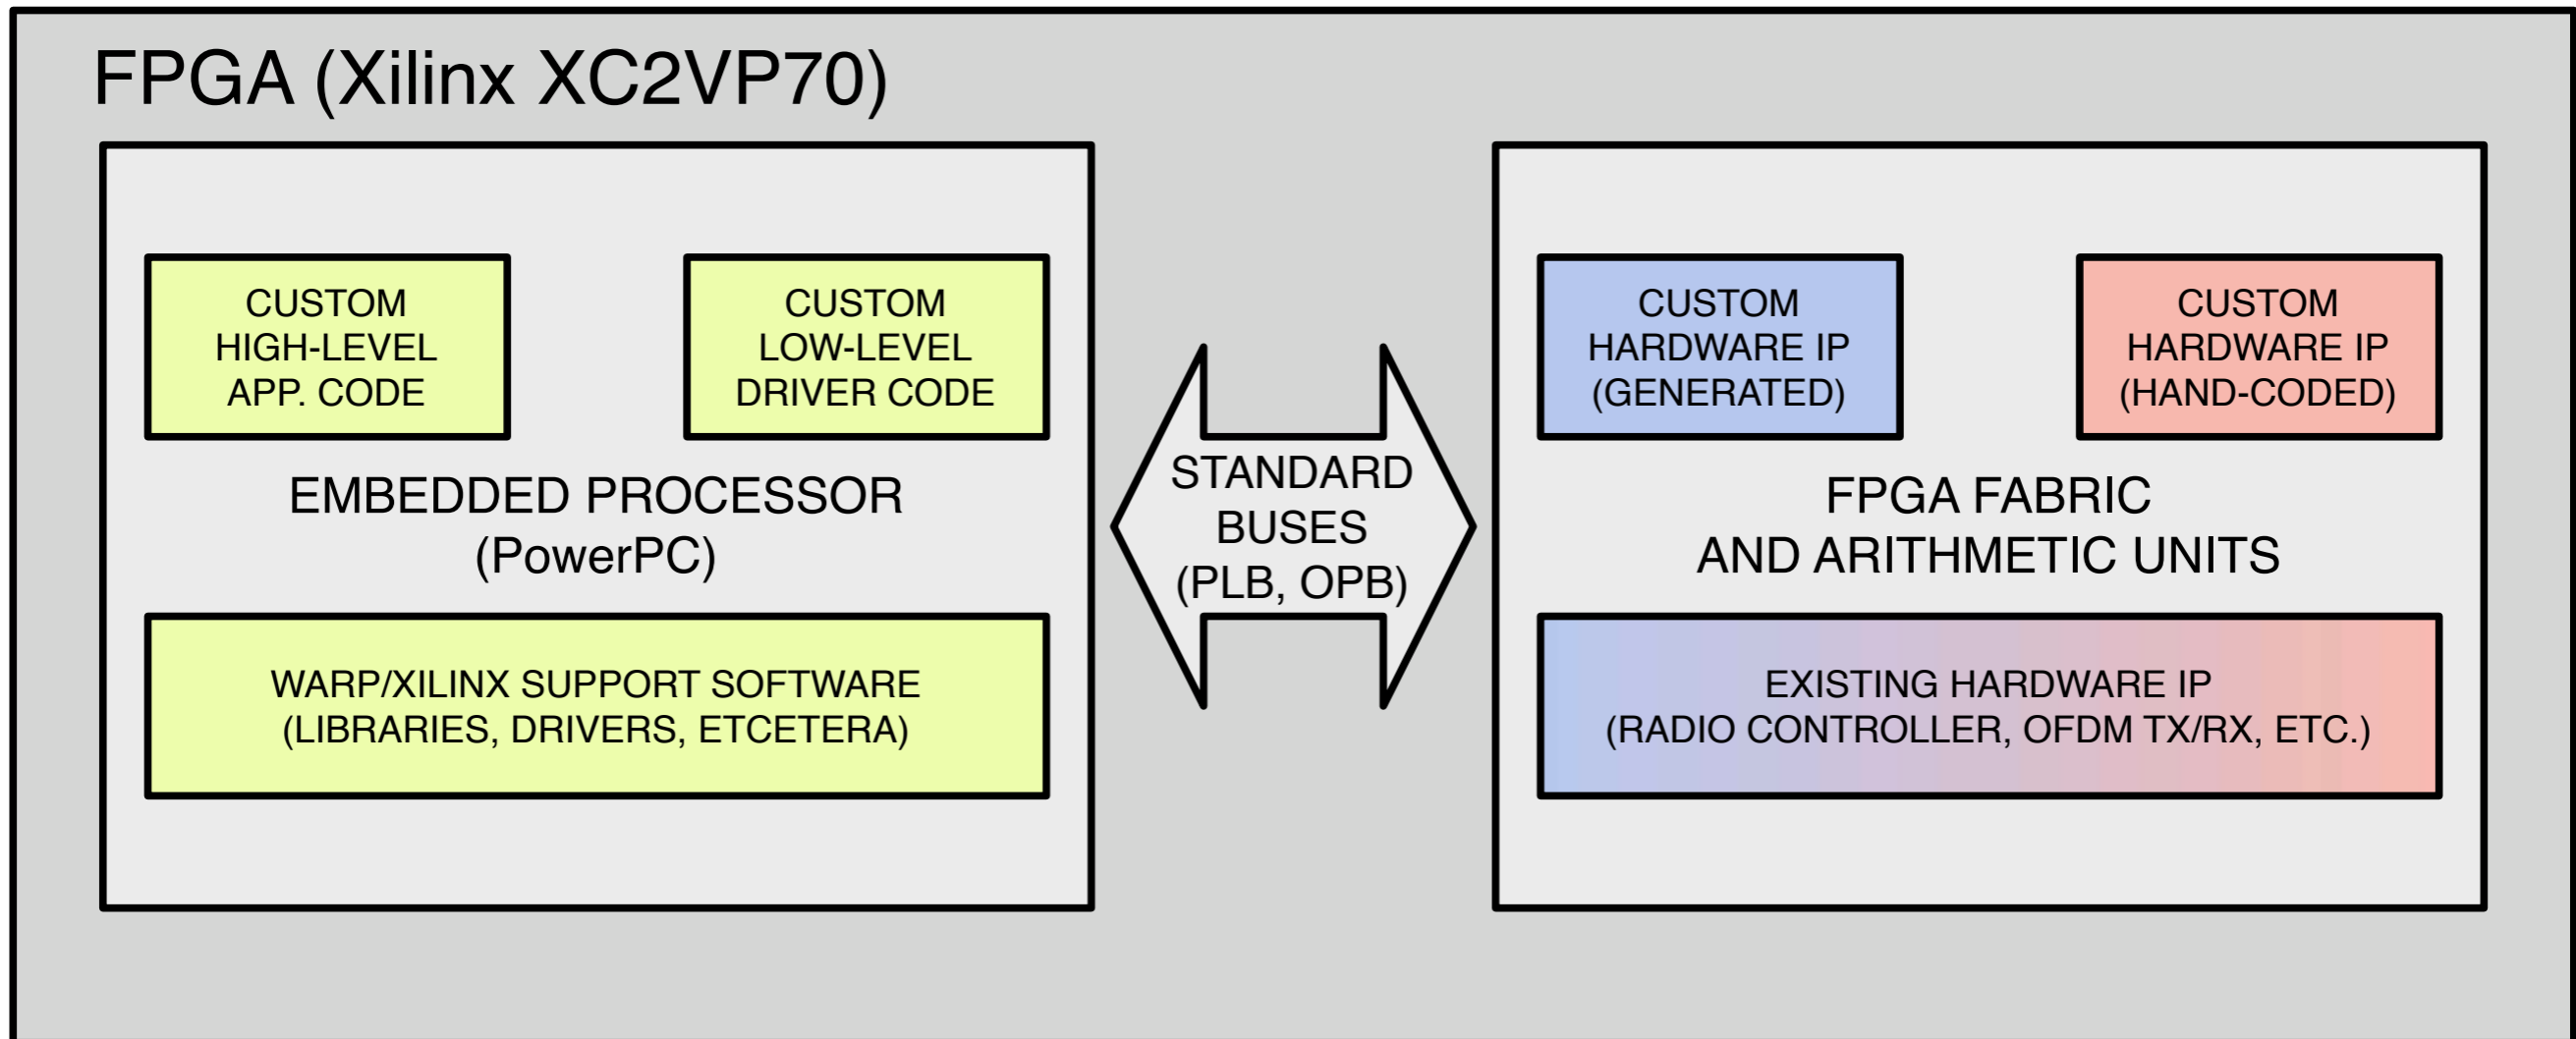 FPGA (Xilinx XC2VP70)
CUSTOM
HIGH-LEVEL
APP. CODE
CUSTOM
LOW-LEVEL
DRIVER CODE
EMBEDDED PROCESSOR
(PowerPC)
WARP/XILINX SUPPORT SOFTWARE
(LIBRARIES, DRIVERS, ETCETERA)
STANDARD
BUSES
(PLB, OPB)
CUSTOM
HARDWARE IP
(GENERATED)
CUSTOM
HARDWARE IP
(HAND-CODED)
FPGA FABRIC
AND ARITHMETIC UNITS
EXISTING HARDWARE IP
(RADIO CONTROLLER, OFDM TX/RX, ETC.)